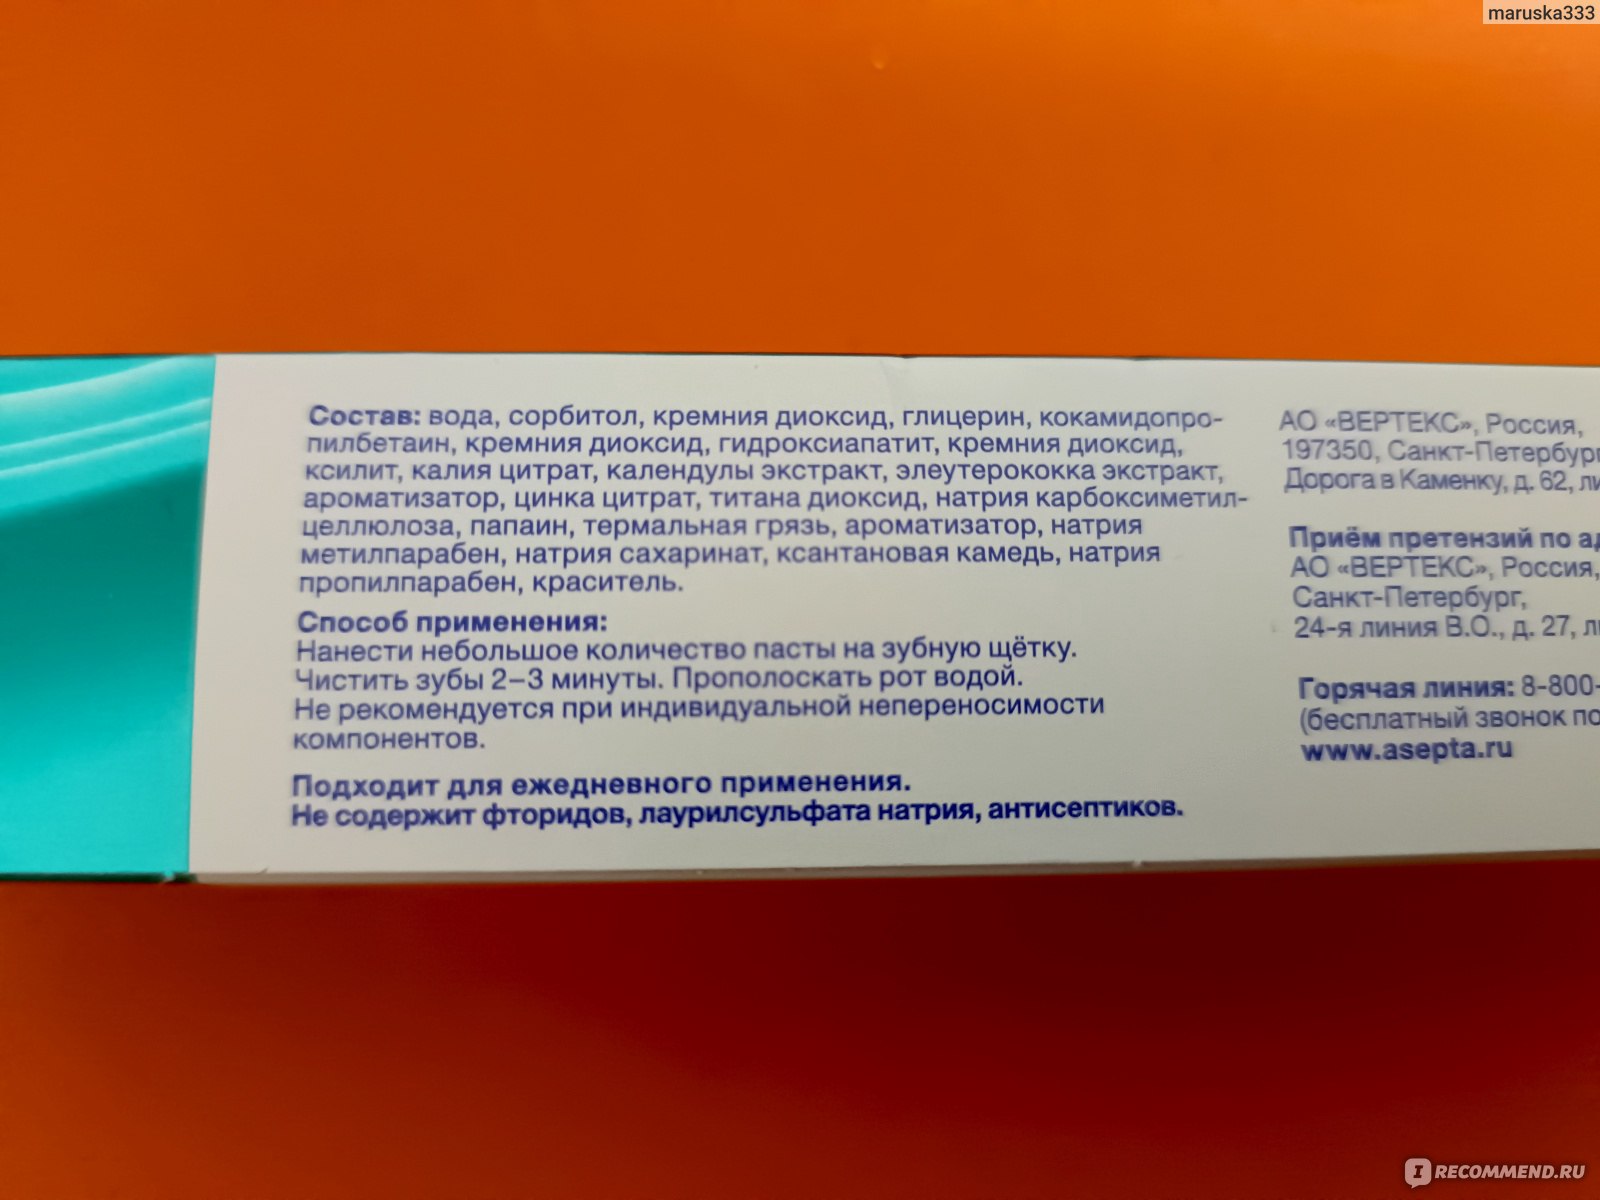 maruska333
Состав: вода, сорбитол, кремния диоксид, глицерин, кокамидопро-
пилбетаин, кремния диоксид, гидроксиапатит, кремния диоксид,
ксилит, калия цитрат, календулы экстракт, элеутерококка экстракт,
ароматизатор, цинка цитрат, титана диоксид, натрия карбоксиметил-
целлюлоза, папаин, термальная грязь, ароматизатор, натрия
метилпарабен, натрия сахаринат, ксантановая камедь, натрия
пропилпарабен, краситель.
Способ применения:
Нанести небольшое количество пасты на зубную щётку.
Чистить зубы 2–3 минуты. Прополоскать рот водой.
Не рекомендуется при индивидуальной непереносимости
компонентов.
Подходит для ежедневного применения.
Не содержит фторидов, лаурилсульфата натрия, антисептиков.
АО «ВЕРТЕКС», Россия,
197350, Санкт-Петербург
Дорога в Каменку, д. 62,
Приём претензий по
АО «ВЕРТЕКС», Россия,
Санкт-Петербург,
24-я линия В.О., д. 27,
Горячая линия: 8-800-
(бесплатный звонок по
www.asepta.ru
IRECOMMEND.RU